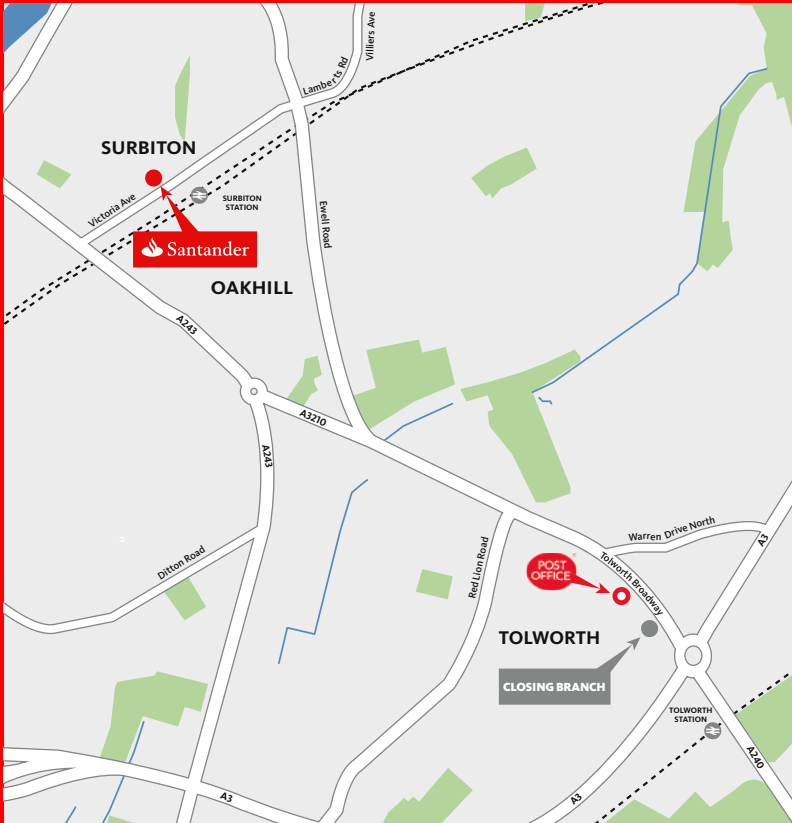 Villiers Ave
Lamberts Rd
SURBITON
Victoria Ave
SURBITON
STATION
Ewell Road
Santander
OAKHILL
A243
A3210
A243
Warren Drive North
A3
Ditton Road
Red Lion Road
Tolworth Broadway
POST
OFFICE
TOLWORTH
CLOSING BRANCH
TOLWORTH
STATION
A240
A3
A3